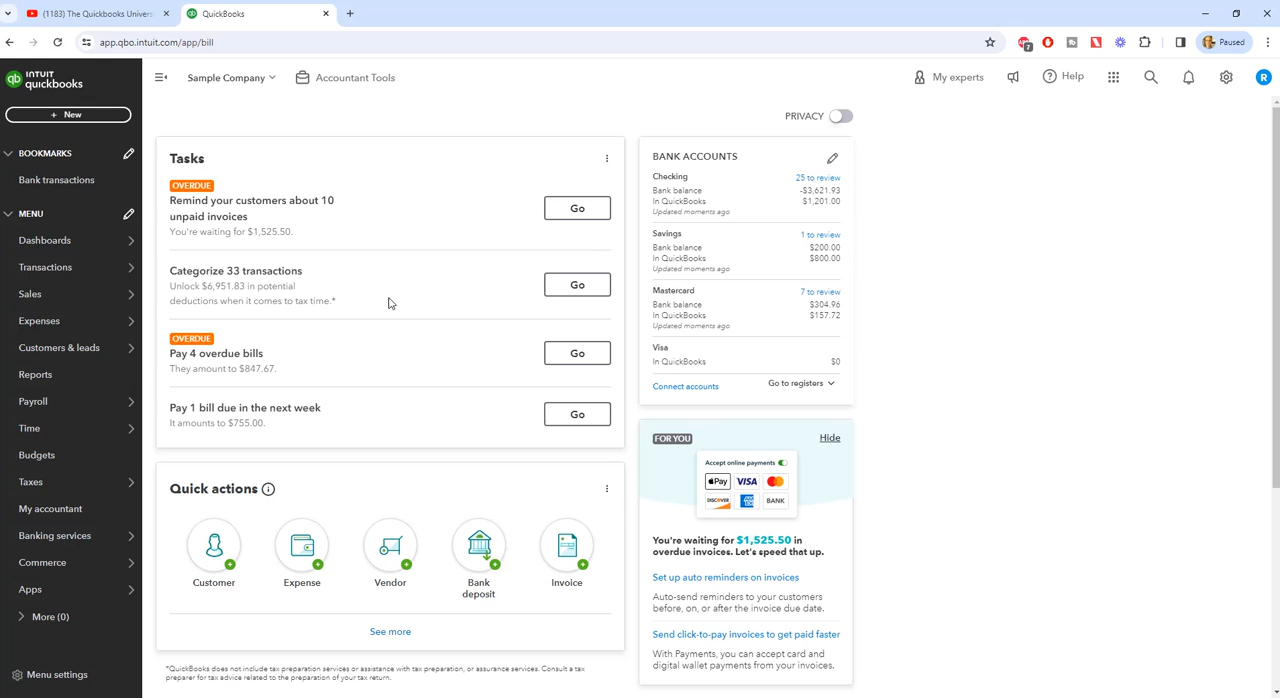 (1183) The Quickbooks Univers
QuickBooks
app.qbo.intuit.com/app/bill
7
Paused
INTUIT
quickbooks
Sample Company
Accountant Tools
My experts
Help
R
+ New
BOOKMARKS
Bank transactions
MENU
Dashboards
Transactions
Sales
Expenses
Customers & leads
Reports
Payroll
Time
Budgets
Taxes
My accountant
Banking services
Commerce
Apps
More (0)
Menu settings
PRIVACY
Tasks
OVERDUE
Remind your customers about 10
unpaid invoices
You're waiting for $1,525.50.
Go
Categorize 33 transactions
Unlock $6,951.83 in potential
deductions when it comes to tax time.*
Go
OVERDUE
Pay 4 overdue bills
They amount to $847.67.
Go
Pay 1 bill due in the next week
It amounts to $755.00.
Go
Quick actions
Customer
Expense
Vendor
Bank
deposit
Invoice
See more
*QuickBooks does not include tax preparation services or assistance with tax preparation, or assurance services. Consult a tax
preparer for tax advice related to the preparation of your tax return.
BANK ACCOUNTS
Checking 25 to review
Bank balance -$3,621.93
In QuickBooks $1,201.00
Updated moments ago
Savings 1 to review
Bank balance $200.00
In QuickBooks $800.00
Updated moments ago
Mastercard 7 to review
Bank balance $304.96
In QuickBooks $157.72
Updated moments ago
Visa
In QuickBooks $0
Connect accounts Go to registers
FOR YOU Hide
Accept online payments
Pay VISA
DISCOVER BANK
You're waiting for $1,525.50 in
overdue invoices. Let's speed that up.
Set up auto reminders on invoices
Auto-send reminders to your customers
before, on, or after the invoice due date.
Send click-to-pay invoices to get paid faster
With Payments, you can accept card and
digital wallet payments from your invoices.